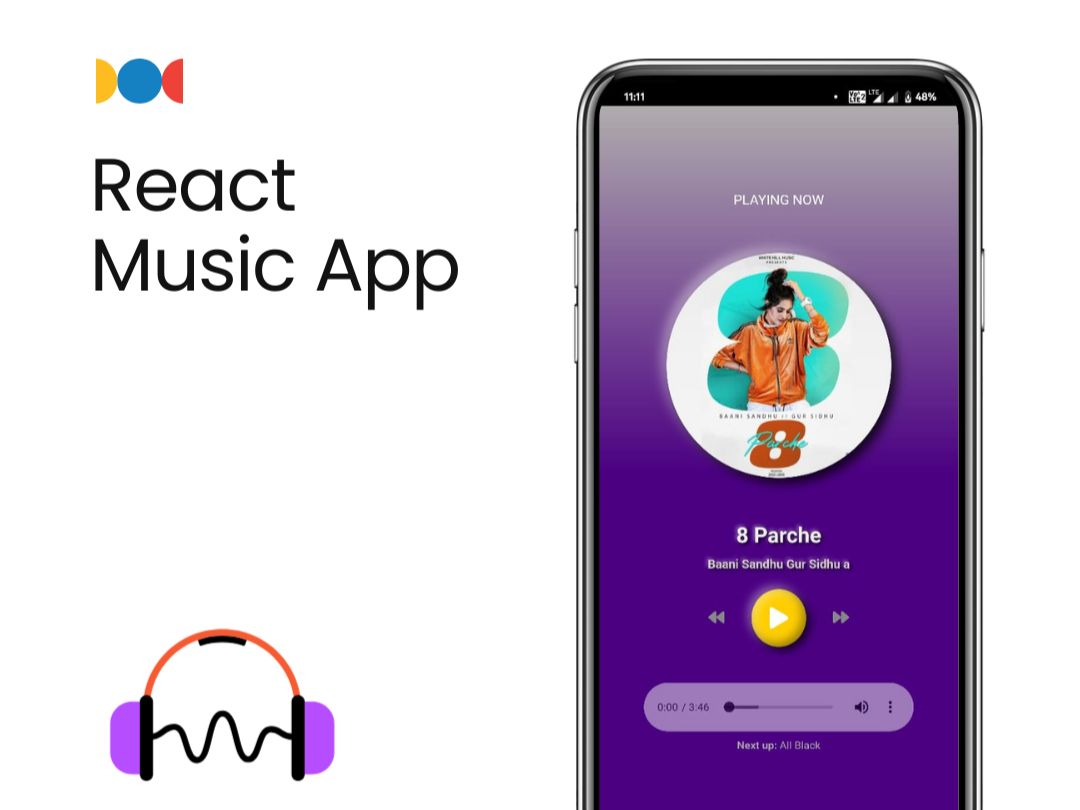 React
Music App
11:11
LTE
48%
PLAYING NOW
WHITE HILL MUSIC
PRESENTS
BAANI SANDHU FT GUR SIDHU
8
Parche
8 Parche
Baani Sandhu Gur Sidhu a
0:00 / 3:46
Next up: All Black